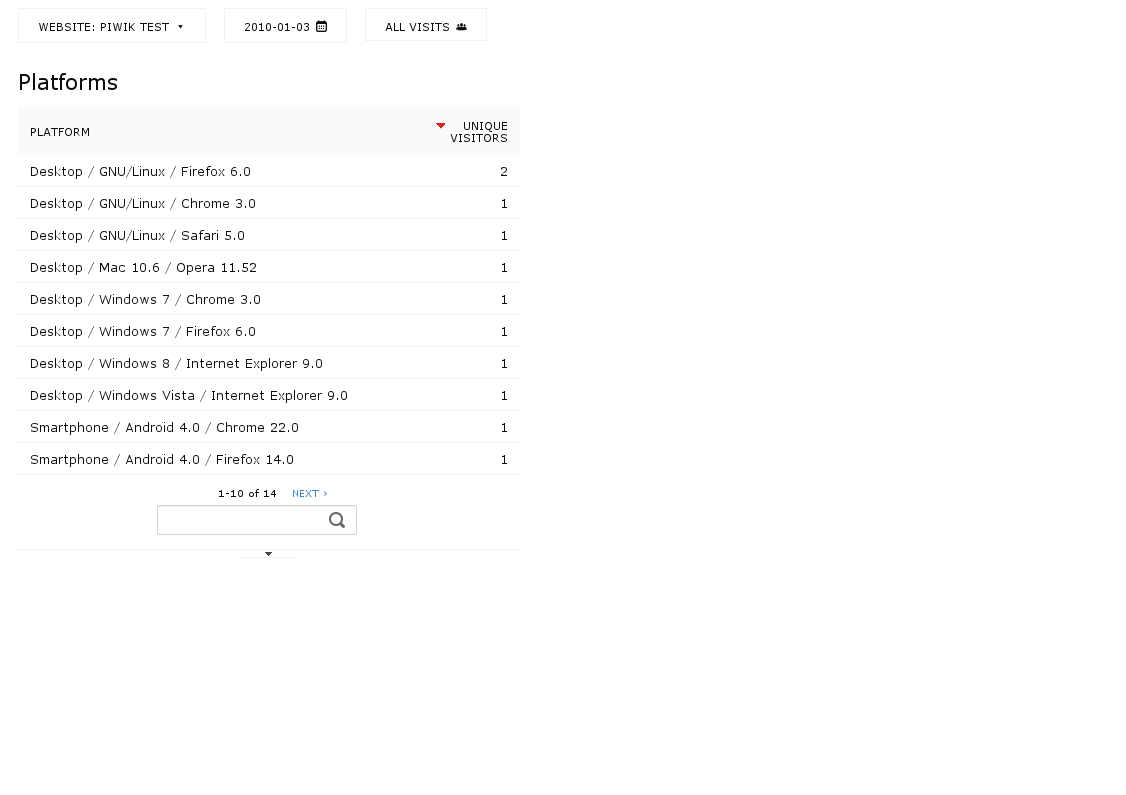 WEBSITE: PIWIK TEST 2010-01-03 ALL VISITS
Platforms
PLATFORM UNIQUE
VISITORS
Desktop / GNU/Linux / Firefox 6.0 2
Desktop / GNU/Linux / Chrome 3.0 1
Desktop / GNU/Linux / Safari 5.0 1
Desktop / Mac 10.6 / Opera 11.52 1
Desktop / Windows 7 / Chrome 3.0 1
Desktop / Windows 7 / Firefox 6.0 1
Desktop / Windows 8 / Internet Explorer 9.0 1
Desktop / Windows Vista / Internet Explorer 9.0 1
Smartphone / Android 4.0 / Chrome 22.0 1
Smartphone / Android 4.0 / Firefox 14.0 1
1-10 of 14 NEXT ›